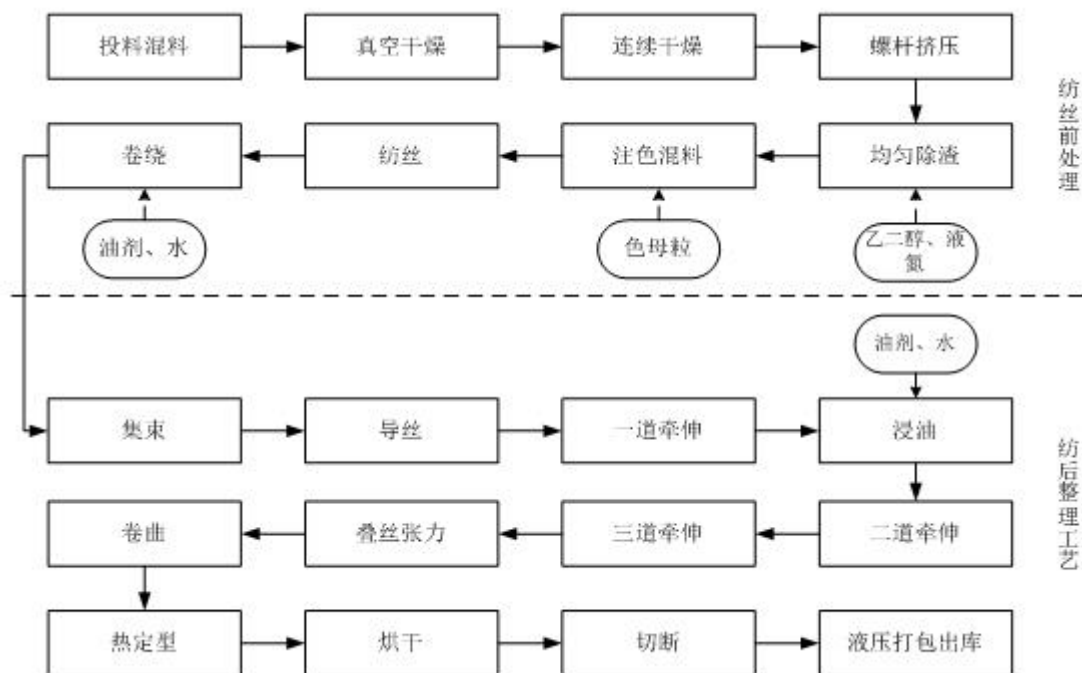 投料混料
真空干燥
连续干燥
螺杆挤压
卷绕
纺丝
注色混料
均匀除渣
油剂、水
色母粒
乙二醇、液
氮
纺丝前处理
油剂、水
集束
导丝
一道牵伸
浸油
卷曲
叠丝张力
三道牵伸
二道牵伸
热定型
烘干
切断
液压打包出库
纺后整理工艺